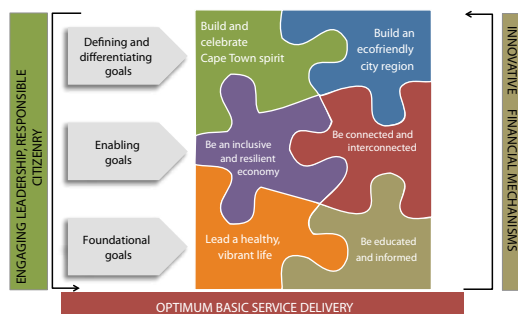 ENGAGING LEADERSHIP, RESPONSIBLE
CITIZENRY
Defining and
differentiating
goals
Build and
celebrate
Cape Town spirit
Build an
ecofriendly
city region
Enabling
goals
Be an inclusive
and resilient
economy
Be connected and
interconnected
Foundational
goals
Lead a healthy,
vibrant life
Be educated
and informed
INNOVATIVE FINANCIAL MECHANISMS
OPTIMUM BASIC SERVICE DELIVERY